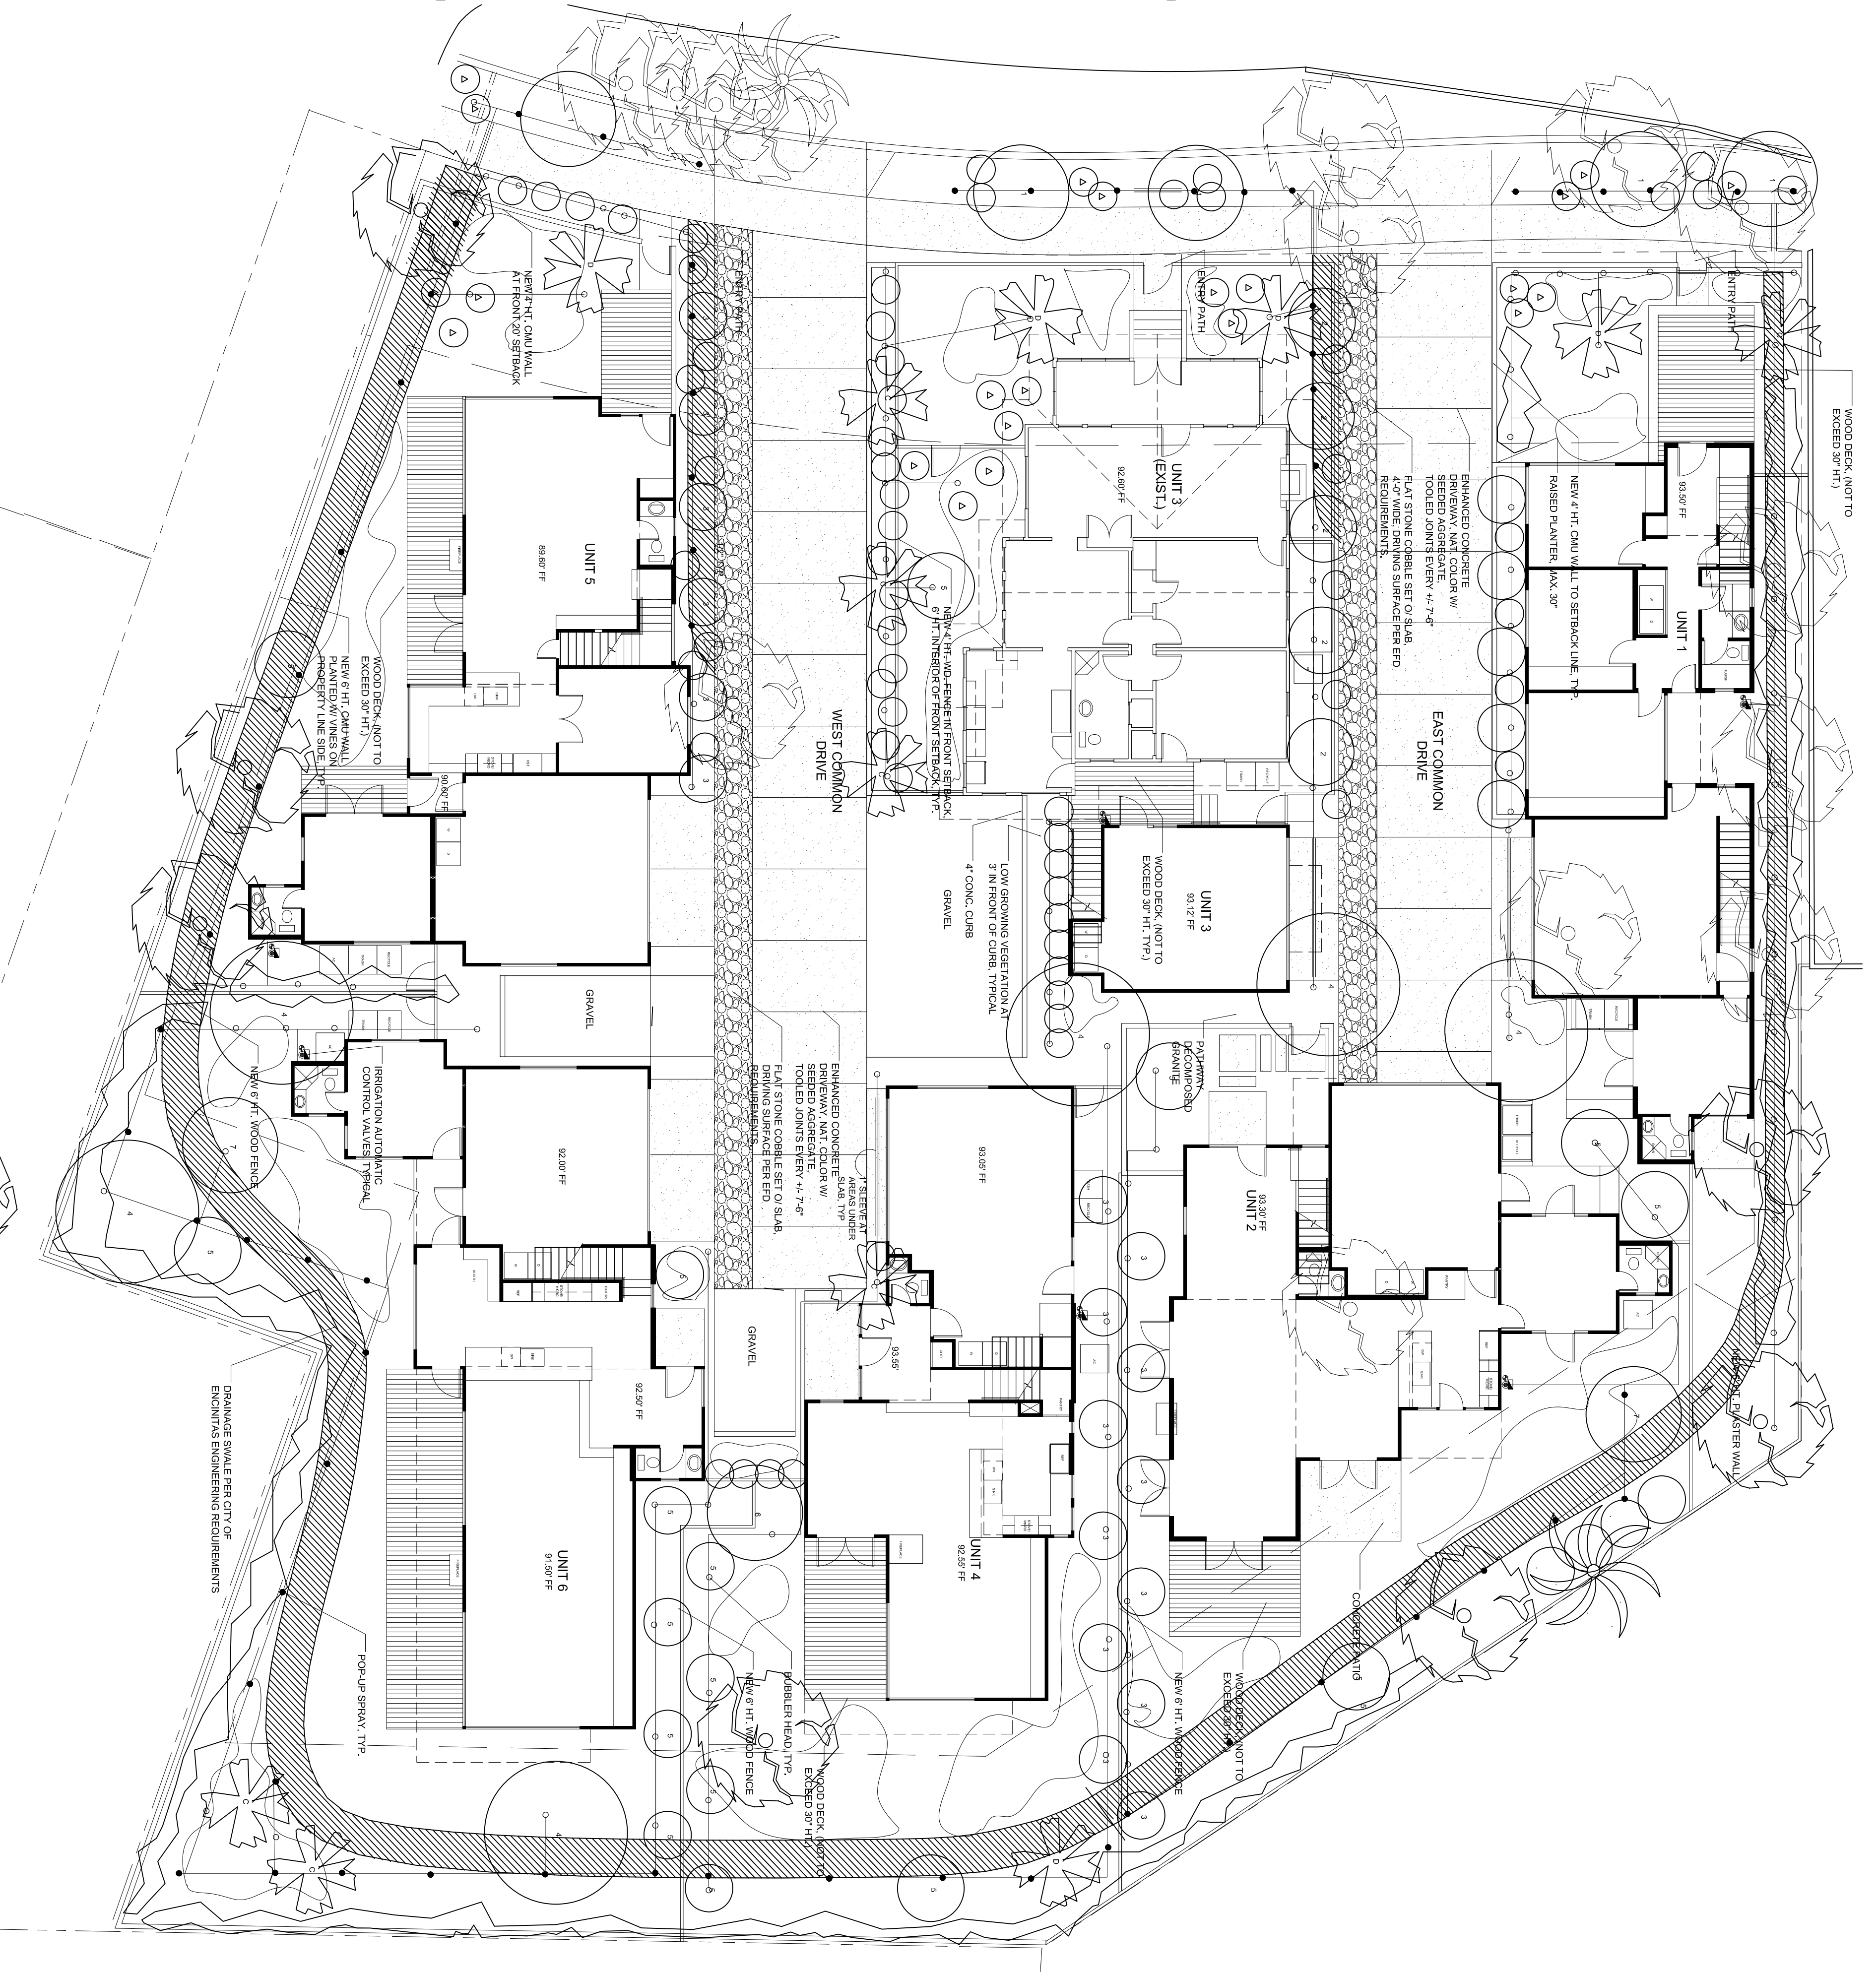 WOOD DECK, (NOT TO
EXCEED 30" HT.)
ENTRY PATH
93.50' FF
UNIT 1
NEW 4' HT. CMU WALL TO SETBACK LINE, TYP.
RAISED PLANTER, MAX. 30"
ENHANCED CONCRETE
DRIVEWAY. NAT. COLOR W/
SEEDED AGGREGATE,
TOOLED JOINTS EVERY +/- 7'-6"
FLAT STONE COBBLE SET O/ SLAB,
4'-0" WIDE, DRIVING SURFACE PER EFD
REQUIREMENTS.
EAST COMMON
DRIVE
ENTRY PATH
UNIT 3
(EXIST.)
92.60' FF
NEW 4' HT. WD. FENCE IN FRONT SETBACK,
6' HT. INTERIOR OF FRONT SETBACK, TYP.
UNIT 3
93.12' FF
WOOD DECK, (NOT TO
EXCEED 30" HT. TYP.)
LOW GROWING VEGETATION AT
3' IN FRONT OF CURB, TYPICAL
4" CONC. CURB
GRAVEL
WEST COMMON
DRIVE
ENTRY PATH
NEW 4' HT. CMU WALL
AT FRONT 20' SETBACK
UNIT 5
89.60' FF
90.60' FF
WOOD DECK, (NOT TO
EXCEED 30" HT.)
NEW 6' HT. CMU WALL
PLANTED W/ VINES ON
PROPERTY LINE SIDE, TYP.
GRAVEL
PATHWAY
DECOMPOSED
GRANITE
93.30' FF
UNIT 2
93.05' FF
93.55'
1" SLEEVE AT
AREAS UNDER
SLAB, TYP
ENHANCED CONCRETE
DRIVEWAY. NAT. COLOR W/
SEEDED AGGREGATE,
TOOLED JOINTS EVERY +/- 7'-6"
FLAT STONE COBBLE SET O/ SLAB,
DRIVING SURFACE PER EFD
REQUIREMENTS.
92.00' FF
IRRIGATION AUTOMATIC
CONTROL VALVES, TYPICAL
NEW 6' HT. WOOD FENCE
GRAVEL
92.50' FF
HT. PLASTER WALL
DRAINAGE SWALE PER CITY OF
ENCINITAS ENGINEERING REQUIREMENTS
UNIT 4
92.55' FF
UNIT 6
91.50' FF
CONCRETE PATIO
WOOD DECK, (NOT TO
EXCEED 30" HT.)
NEW 6' HT. WOOD FENCE
BUBBLER HEAD, TYP.
NEW 6' HT. WOOD FENCE
WOOD DECK, (NOT TO
EXCEED 30" HT.)
POP-UP SPRAY, TYP.